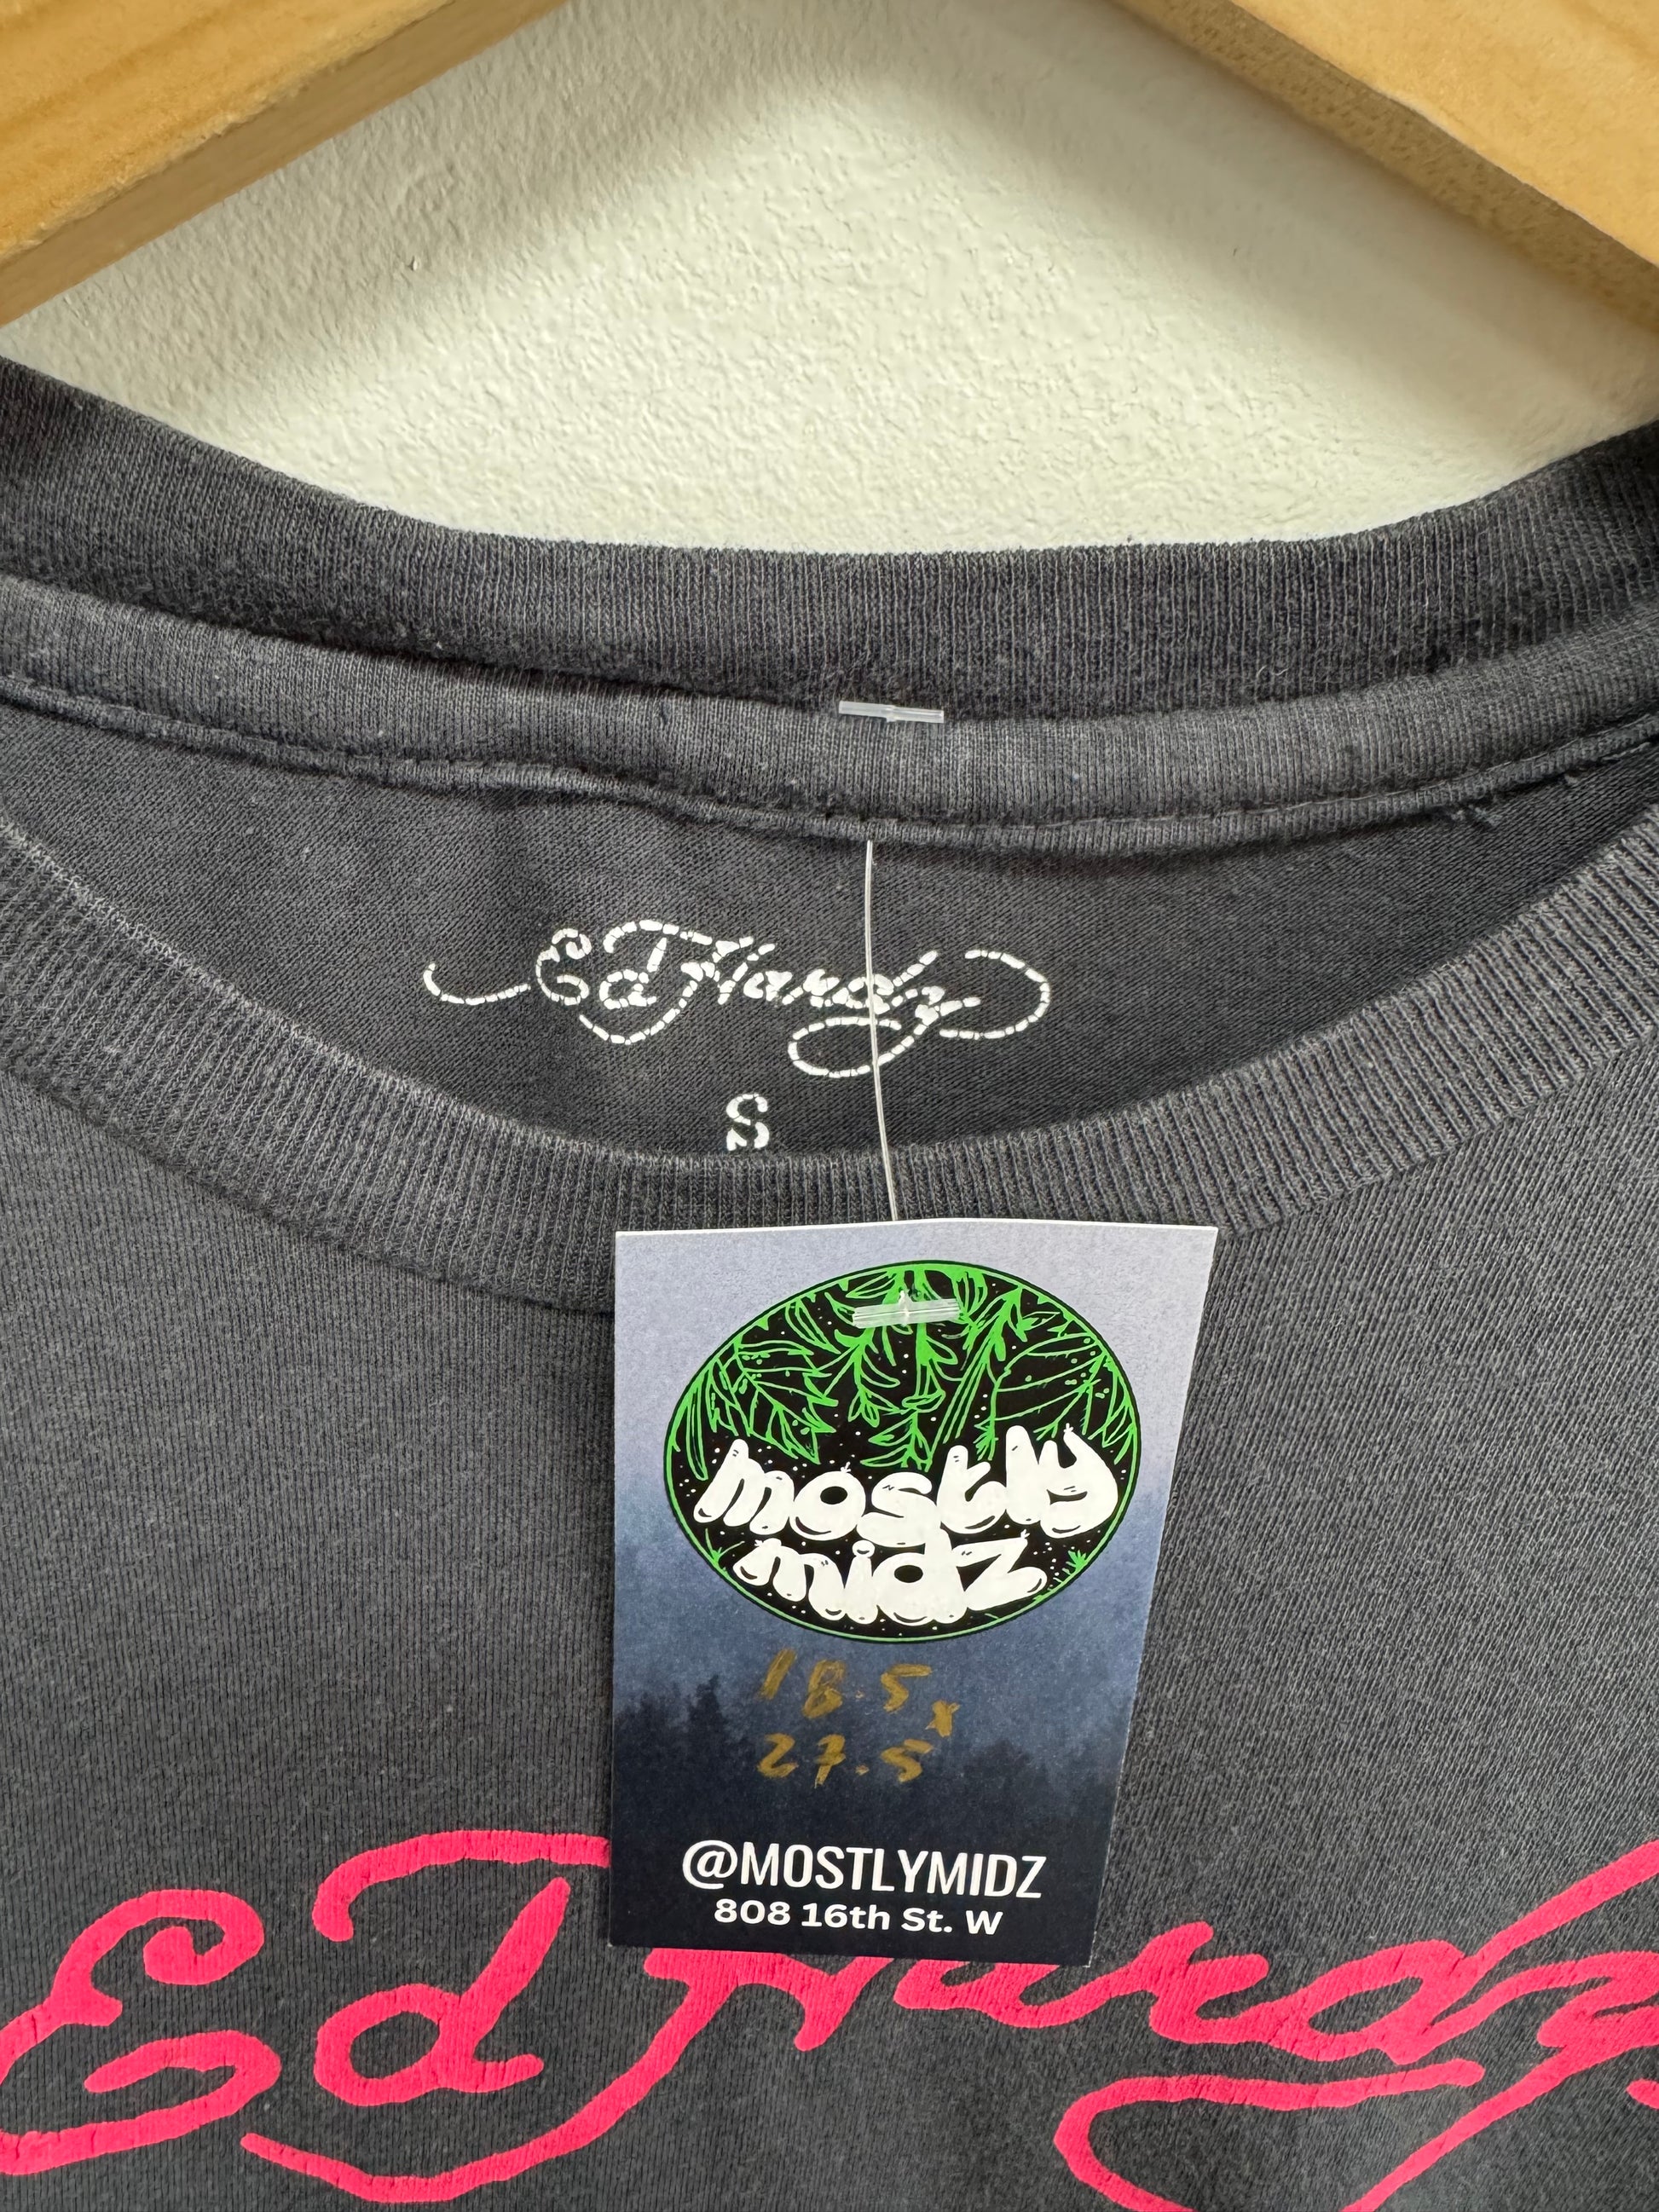 Ed Hardy
S
mostly
midz
18.5 x
27.5
@MOSTLYMIDZ
808 16th St. W
Ed Hardy